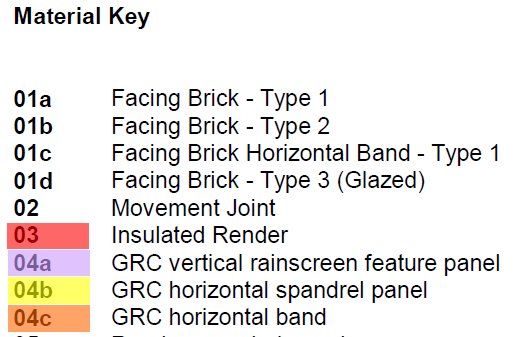 Material Key
01a Facing Brick - Type 1
01b Facing Brick - Type 2
01c Facing Brick Horizontal Band - Type 1
01d Facing Brick - Type 3 (Glazed)
02 Movement Joint
03 Insulated Render
04a GRC vertical rainscreen feature panel
04b GRC horizontal spandrel panel
04c GRC horizontal band